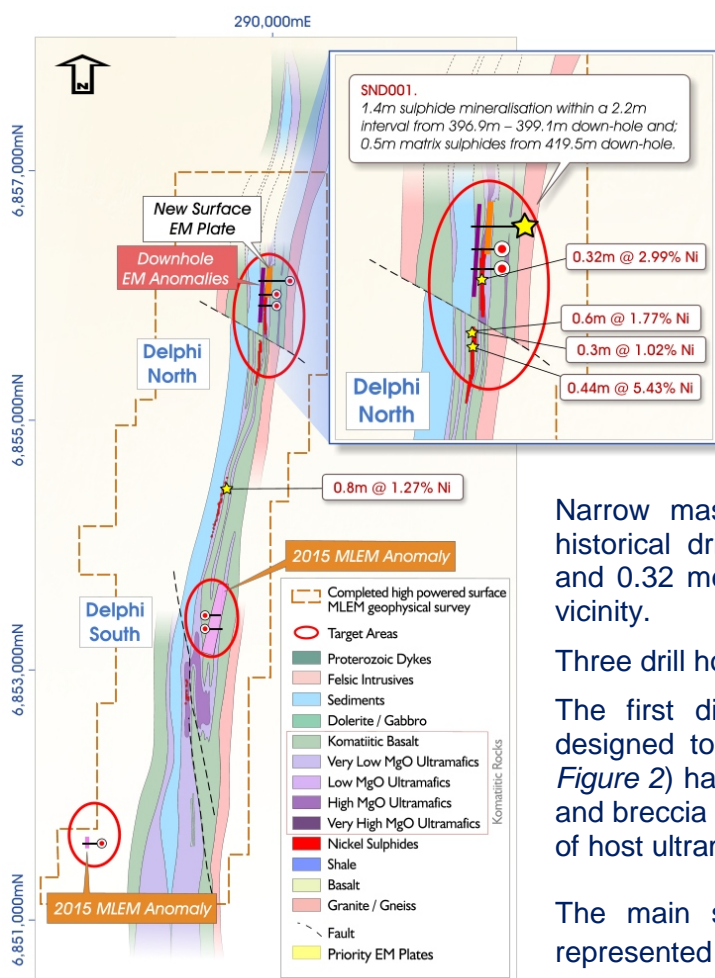 290,000mE
N
6,857,000mN
6,855,000mN
6,853,000mN
6,851,000mN
New Surface
EM Plate
Downhole
EM Anomalies
Delphi
North
SND001.
1.4m sulphide mineralisation within a 2.2m
interval from 396.9m – 399.1m down-hole and;
0.5m matrix sulphides from 419.5m down-hole.
0.32m @ 2.99% Ni
0.6m @ 1.77% Ni
0.3m @ 1.02% Ni
0.44m @ 5.43% Ni
Delphi
North
0.8m @ 1.27% Ni
2015 MLEM Anomaly
Delphi
South
2015 MLEM Anomaly
Completed high powered surface
MLEM geophysical survey
Target Areas
Proterozoic Dykes
Felsic Intrusives
Sediments
Dolerite / Gabbro
Komatiitic Basalt
Very Low MgO Ultramafics
Low MgO Ultramafics
High MgO Ultramafics
Very High MgO Ultramafics
Komatiitic Rocks
Nickel Sulphides
Shale
Basalt
Granite / Gneiss
Fault
Priority EM Plates
Narrow mas
historical dr
and 0.32 me
vicinity.
Three drill ho
The first di
designed to
Figure 2) ha
and breccia
of host ultrar
The main s
represented